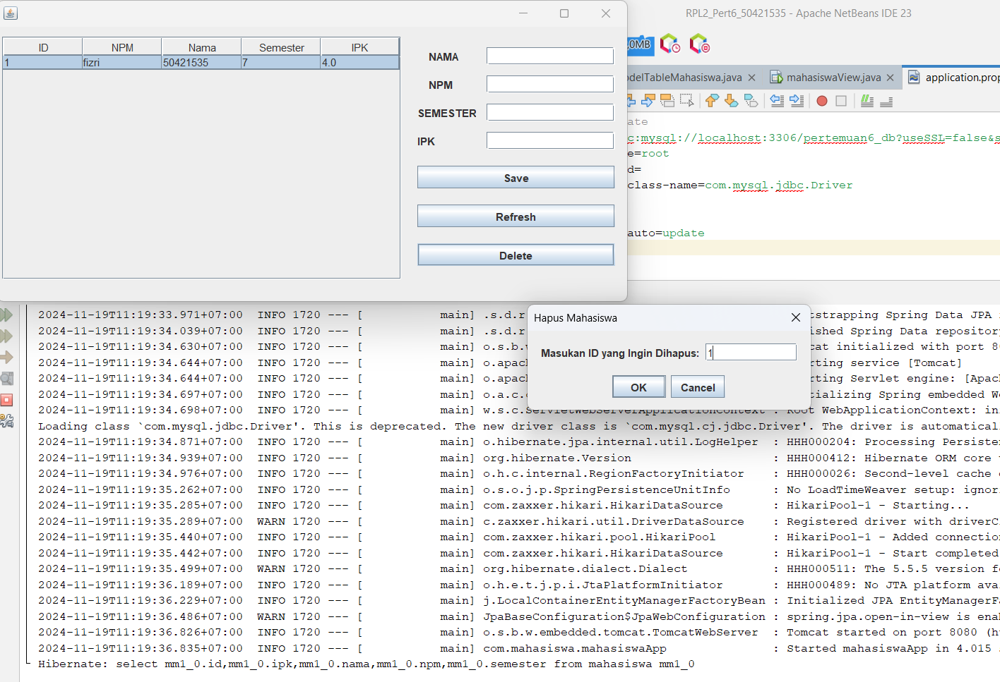 RPL2_Pert6_50421535 - Apache NetBeans IDE 23
ID NPM Nama Semester IPK
1 fizri 50421535 7 4.0
NAMA
NPM
SEMESTER
IPK
Save
Refresh
Delete
,0MB
odelTableMahasiswa.java mahasiswaView.java application.prop
ate
c:mysql://localhost:3306/pertemuan6_db?useSSL=false&s
e=root
d=
class-name=com.mysql.jdbc.Driver
auto=update
Hapus Mahasiswa
Masukan ID yang Ingin Dihapus: 1
OK Cancel
2024-11-19T11:19:33.971+07:00 INFO 1720 --- [ main] .s.d.r tstrapping Spring Data JPA
2024-11-19T11:19:34.039+07:00 INFO 1720 --- [ main] .s.d.r ished Spring Data repository
2024-11-19T11:19:34.630+07:00 INFO 1720 --- [ main] o.s.b.w cat initialized with port 80
2024-11-19T11:19:34.644+07:00 INFO 1720 --- [ main] o.apac rting service [Tomcat]
2024-11-19T11:19:34.644+07:00 INFO 1720 --- [ main] o.apac rting Servlet engine: [Apac
2024-11-19T11:19:34.697+07:00 INFO 1720 --- [ main] o.a.c.c tializing Spring embedded We
2024-11-19T11:19:34.698+07:00 INFO 1720 --- [ main] w.s.c.ServletWebServerApplicationContext : Root WebApplicationContext: in
Loading class `com.mysql.jdbc.Driver'. This is deprecated. The new driver class is `com.mysql.cj.jdbc.Driver'. The driver is automatical
2024-11-19T11:19:34.871+07:00 INFO 1720 --- [ main] o.hibernate.jpa.internal.util.LogHelper : HHH000204: Processing Persiste
2024-11-19T11:19:34.939+07:00 INFO 1720 --- [ main] org.hibernate.Version : HHH000412: Hibernate ORM core v
2024-11-19T11:19:34.976+07:00 INFO 1720 --- [ main] o.h.c.internal.RegionFactoryInitiator : HHH000026: Second-level cache
2024-11-19T11:19:35.262+07:00 INFO 1720 --- [ main] o.s.o.j.p.SpringPersistenceUnitInfo : No LoadTimeWeaver setup: ignor
2024-11-19T11:19:35.285+07:00 INFO 1720 --- [ main] com.zaxxer.hikari.HikariDataSource : HikariPool-1 - Starting...
2024-11-19T11:19:35.289+07:00 WARN 1720 --- [ main] c.zaxxer.hikari.util.DriverDataSource : Registered driver with driverC
2024-11-19T11:19:35.440+07:00 INFO 1720 --- [ main] com.zaxxer.hikari.pool.HikariPool : HikariPool-1 - Added connectio
2024-11-19T11:19:35.442+07:00 INFO 1720 --- [ main] com.zaxxer.hikari.HikariDataSource : HikariPool-1 - Start completed
2024-11-19T11:19:35.499+07:00 WARN 1720 --- [ main] org.hibernate.dialect.Dialect : HHH000511: The 5.5.5 version fo
2024-11-19T11:19:36.189+07:00 INFO 1720 --- [ main] o.h.e.t.j.p.i.JtaPlatformInitiator : HHH000489: No JTA platform ava
2024-11-19T11:19:36.229+07:00 INFO 1720 --- [ main] j.LocalContainerEntityManagerFactoryBean : Initialized JPA EntityManagerFa
2024-11-19T11:19:36.486+07:00 WARN 1720 --- [ main] JpaBaseConfiguration$JpaWebConfiguration : spring.jpa.open-in-view is enab
2024-11-19T11:19:36.826+07:00 INFO 1720 --- [ main] o.s.b.w.embedded.tomcat.TomcatWebServer : Tomcat started on port 8080 (ht
2024-11-19T11:19:36.835+07:00 INFO 1720 --- [ main] com.mahasiswa.mahasiswaApp : Started mahasiswaApp in 4.015
Hibernate: select mm1_0.id,mm1_0.ipk,mm1_0.nama,mm1_0.npm,mm1_0.semester from mahasiswa mm1_0